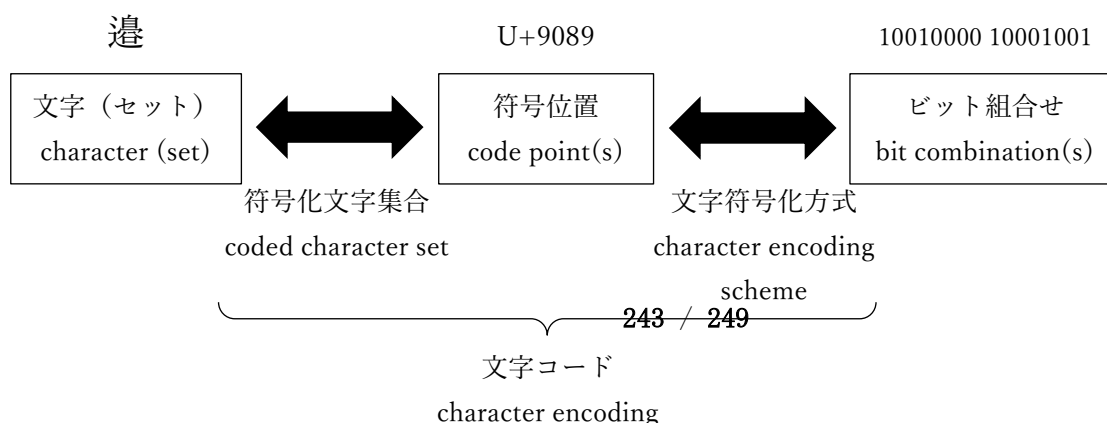 邉 U+9089 10010000 10001001
文字（セット） 符号位置 ビット組合せ
character (set) code point(s) bit combination(s)
符号化文字集合 文字符号化方式
coded character set character encoding
scheme
243 / 249
文字コード
character encoding